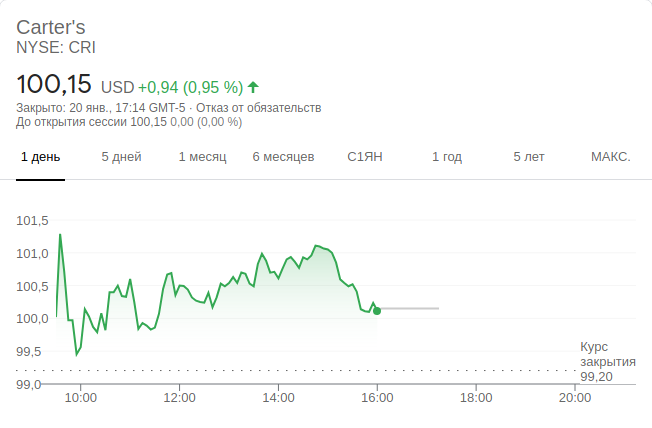 Carter's
NYSE: CRI
100,15 USD +0,94 (0,95 %)
Закрыто: 20 янв., 17:14 GMT-5 · Отказ от обязательств
До открытия сессии 100,15 0,00 (0,00 %)
1 день 5 дней 1 месяц 6 месяцев С1ЯН 1 год 5 лет МАКС.
101,5
101,0
100,5
100,0
99,5
Курс
закрытия
99,20
99,0
10:00 12:00 14:00 16:00 18:00 20:00